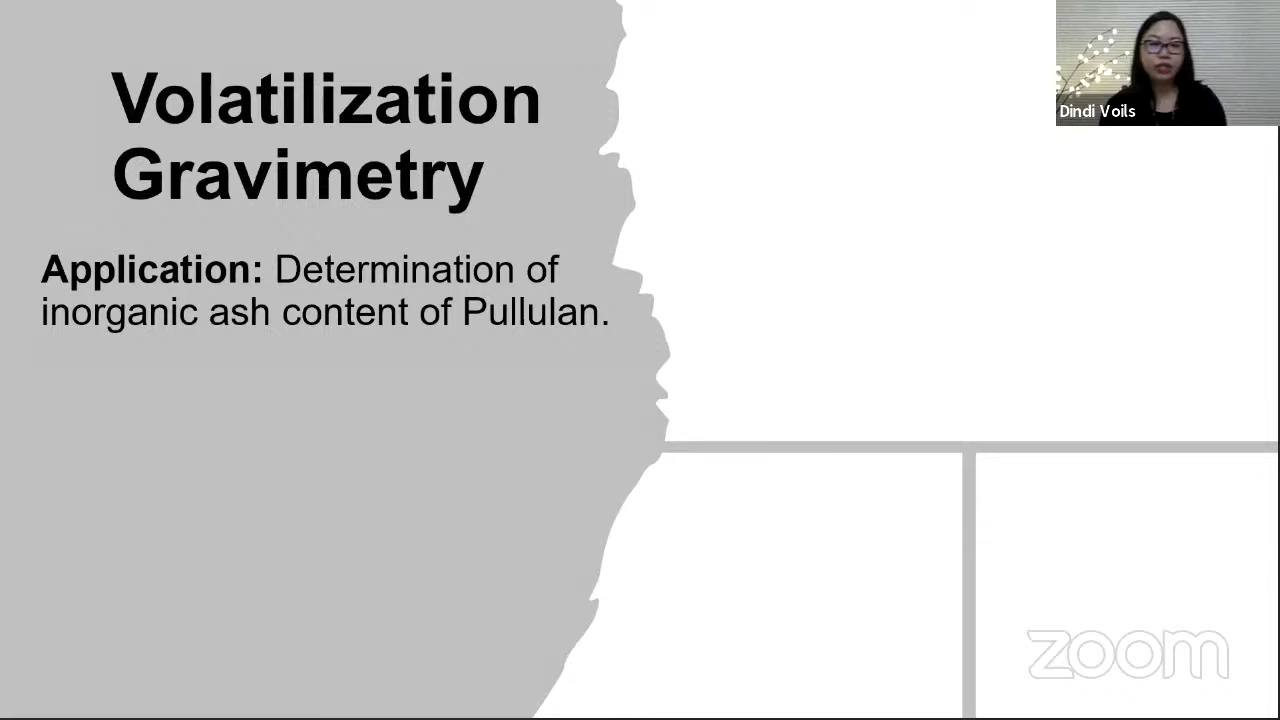 Volatilization
Gravimetry
Application: Determination of
inorganic ash content of Pullulan.
Dindi Voils
zoom